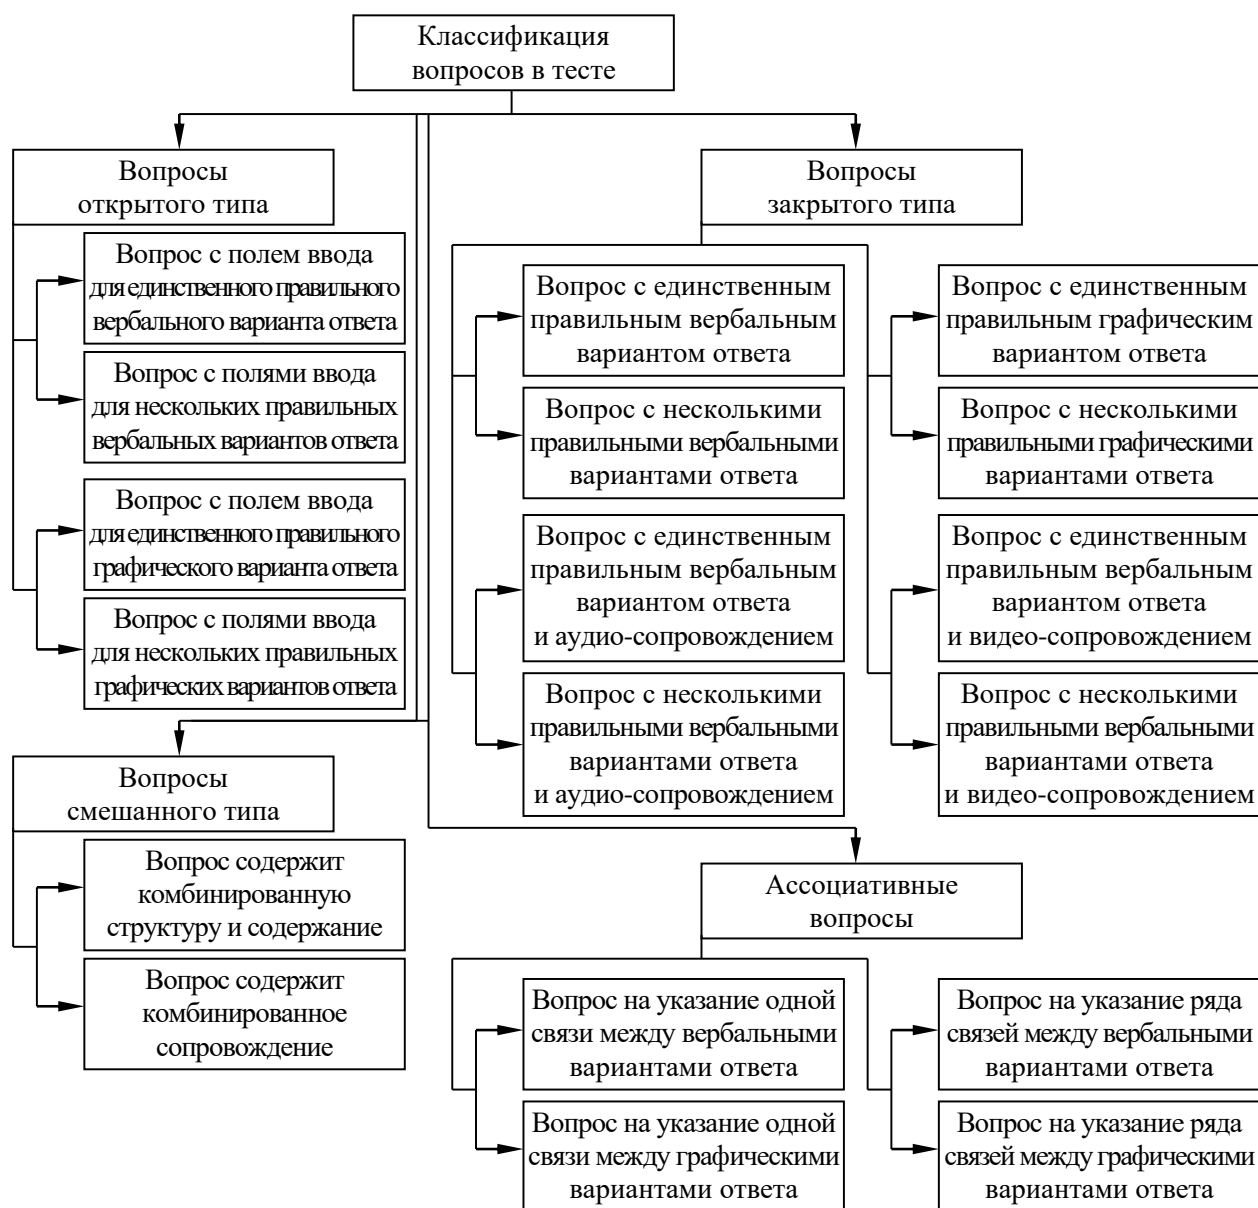 Классификация
вопросов в тесте
Вопросы
открытого типа
Вопрос с полем ввода
для единственного правильного
вербального варианта ответа
Вопрос с полями ввода
для нескольких правильных
вербальных вариантов ответа
Вопрос с полем ввода
для единственного правильного
графического варианта ответа
Вопрос с полями ввода
для нескольких правильных
графических вариантов ответа
Вопросы
закрытого типа
Вопрос с единственным
правильным вербальным
вариантом ответа
Вопрос с несколькими
правильными вербальными
вариантами ответа
Вопрос с единственным
правильным вербальным
вариантом ответа
и аудио-сопровождением
Вопрос с несколькими
правильными вербальными
вариантами ответа
и аудио-сопровождением
Вопрос с единственным
правильным графическим
вариантом ответа
Вопрос с несколькими
правильными графическими
вариантами ответа
Вопрос с единственным
правильным вербальным
вариантом ответа
и видео-сопровождением
Вопрос с несколькими
правильными вербальными
вариантами ответа
и видео-сопровождением
Вопросы
смешанного типа
Вопрос содержит
комбинированную
структуру и содержание
Вопрос содержит
комбинированное
сопровождение
Ассоциативные
вопросы
Вопрос на указание одной
связи между вербальными
вариантами ответа
Вопрос на указание одной
связи между графическими
вариантами ответа
Вопрос на указание ряда
связей между вербальными
вариантами ответа
Вопрос на указание ряда
связей между графическими
вариантами ответа